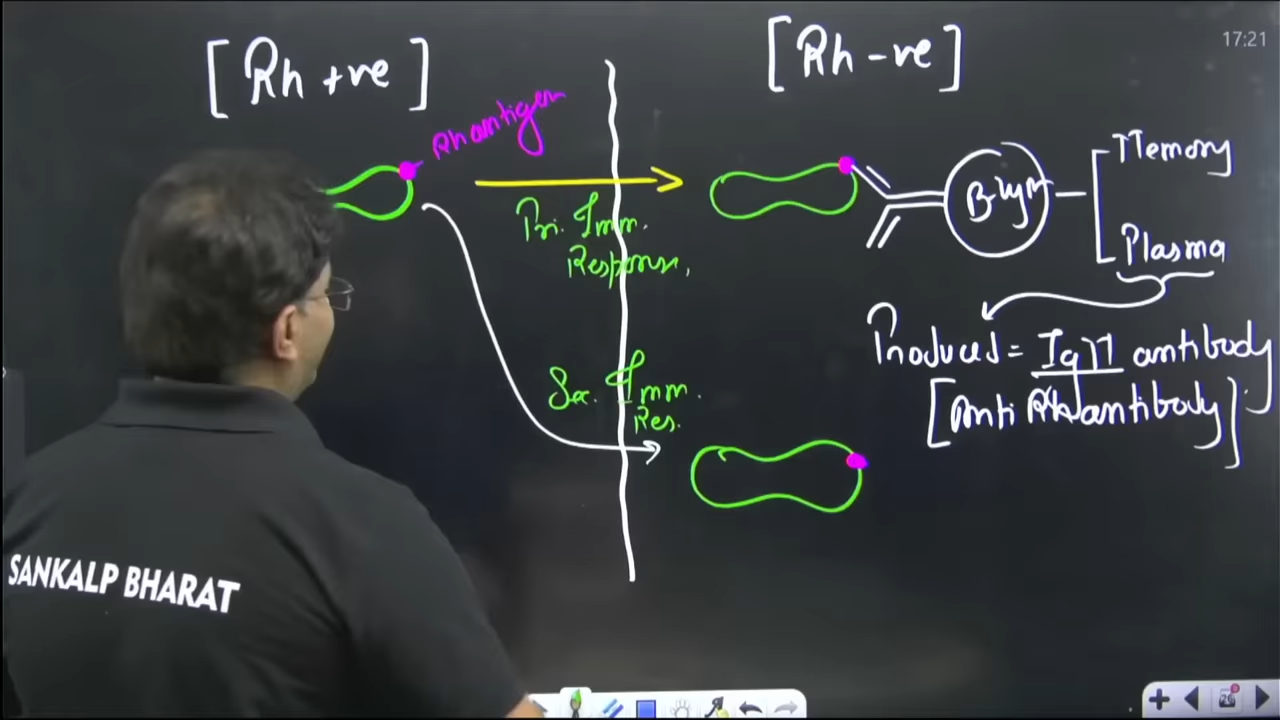 [Rh +ve]
[Rh -ve]
17:21
Rh antigen
Pri. Imm.
Response,
B-lym
Memory
Plasma
Produced = IgM antibody
[Anti Rh antibody].
Sec. Imm.
Res.
SANKALP BHARAT
26